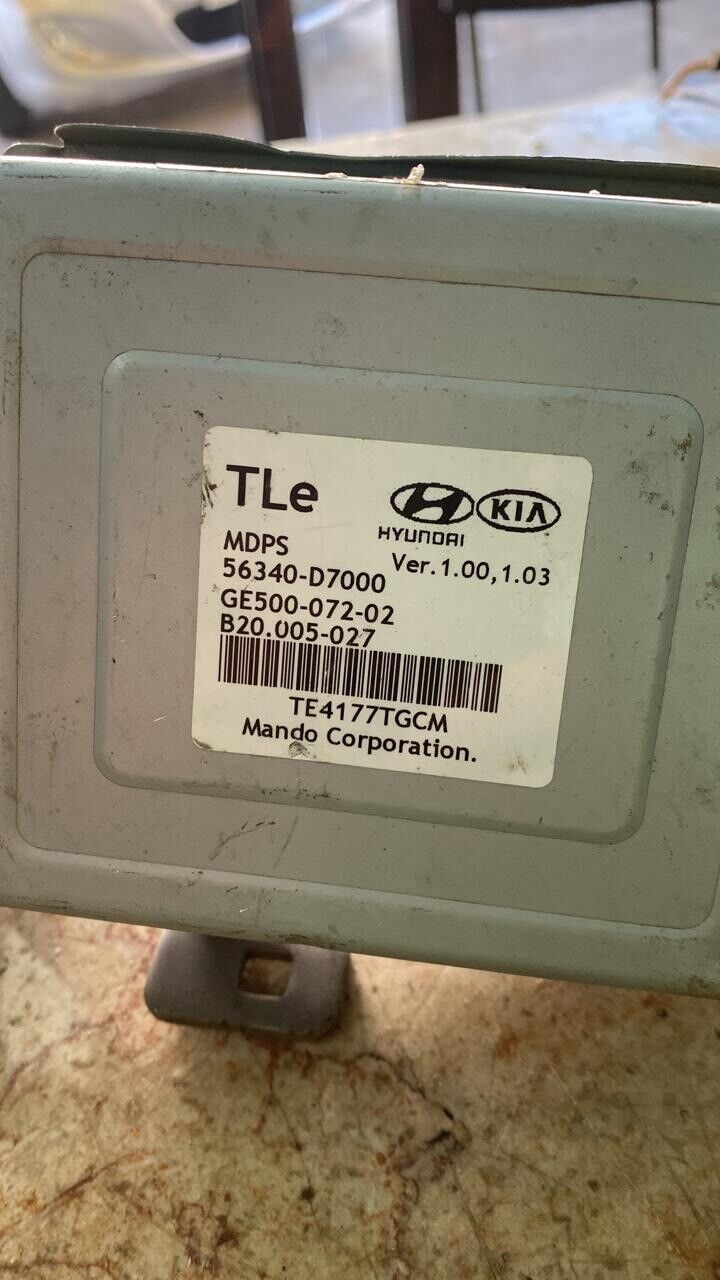 TLe
HYUNDAI
KIA
MDPS
Ver.1.00,1.03
56340-D7000
GE500-072-02
B20.005-027
TE4177TGCM
Mando Corporation.